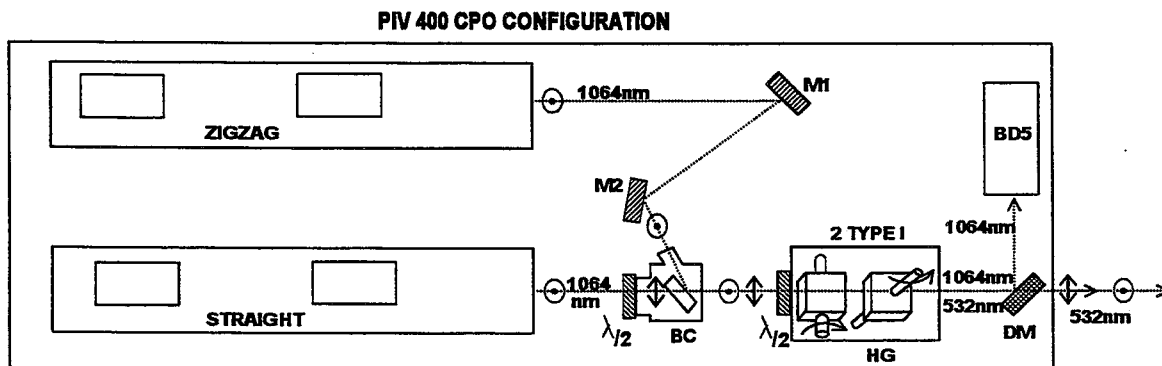 PIV 400 CPO CONFIGURATION
ZIGZAG
1064nm
M1
BD5
M2
1064nm
2 TYPE I
STRAIGHT
1064
nm
λ/2
BC
λ/2
HG
1064nm
532nm
DM
532nm